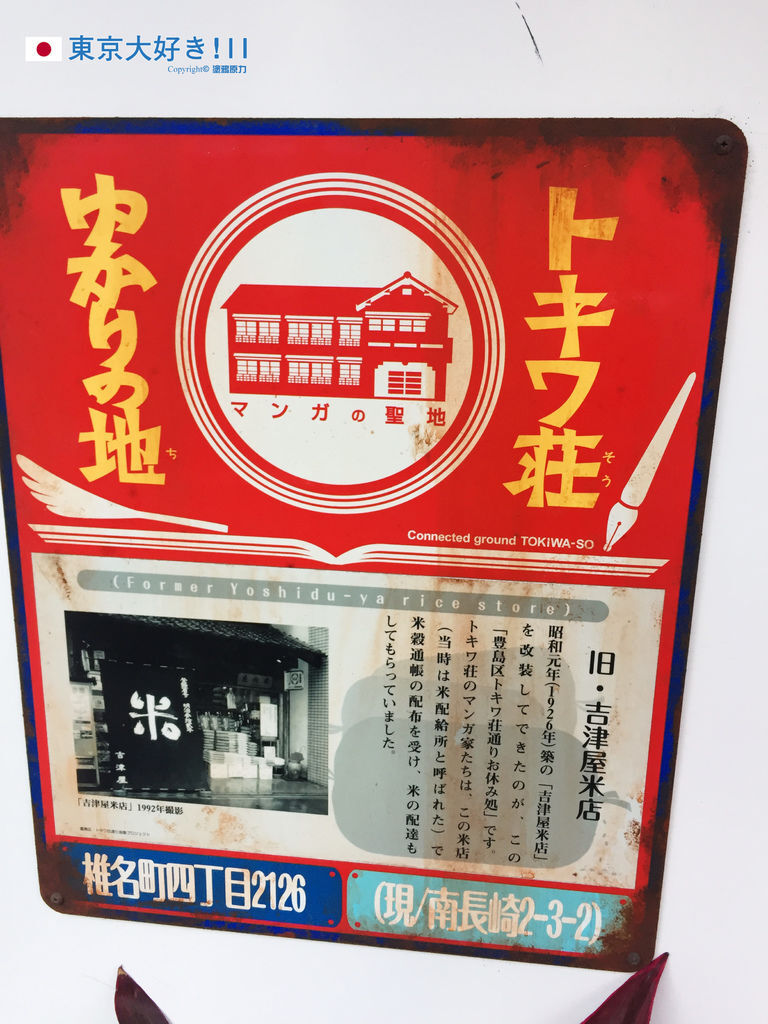 東京大好き!!!
Copyright© 塗鴉原力
トキワ荘
そう
ゆかりの地
ち
マンガの聖地
Connected ground TOKIWA-SO
(Former Yoshidu-ya rice store)
旧・吉津屋米店
昭和元年(1926年)築の「吉津屋米店」
を改装してできたのが、この
「豊島区トキワ荘通りお休み処」です。
トキワ荘のマンガ家たちは、この米店
(当時は米配給所と呼ばれた)で
米穀通帳の配布を受け、米の配達も
してもらっていました。
米
吉津屋
「吉津屋米店」1992年撮影
椎名町四丁目2126
(現/南長崎2-3-2)